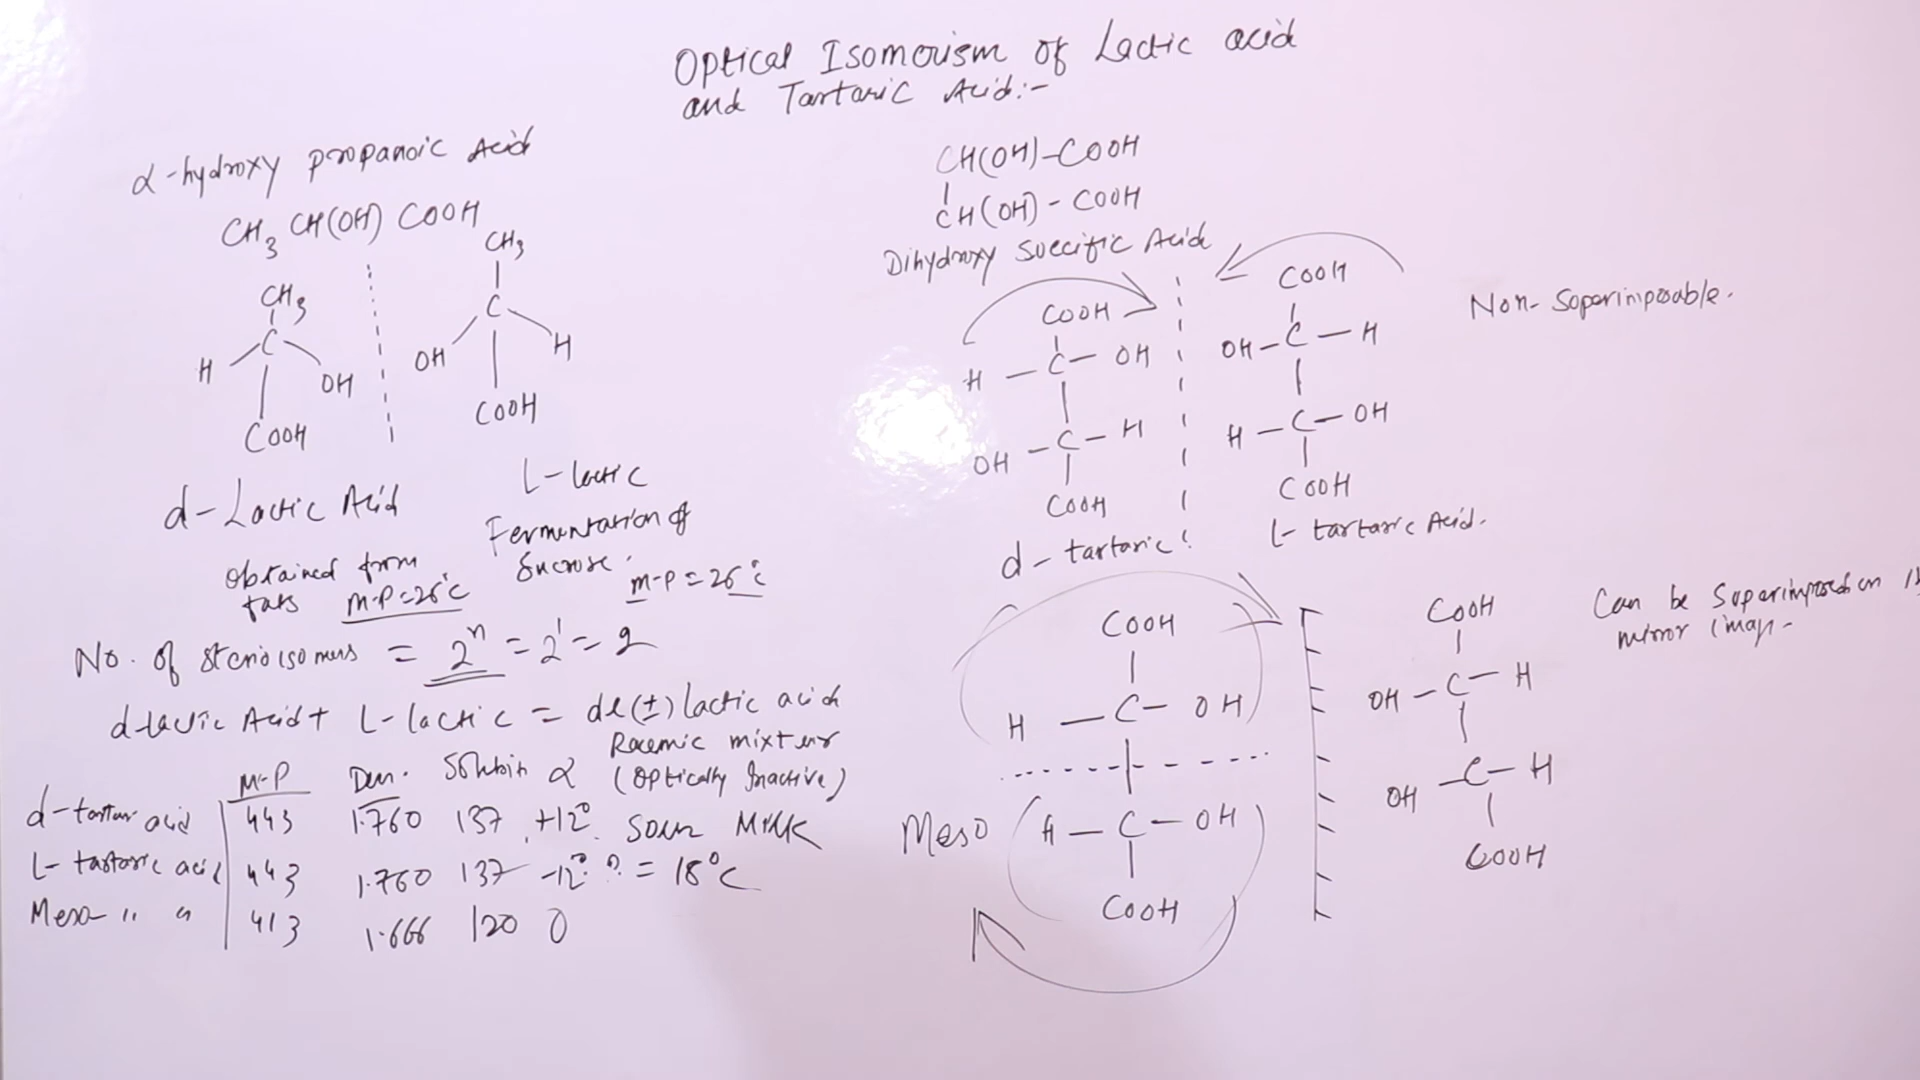 Optical Isomerism of Lactic acid
and Tartaric Acid:-
α-hydroxy propanoic Acid
CH3 CH(OH) COOH
CH3
C
H
OH
COOH
CH3
C
OH
H
COOH
d-Lactic Acid
L-lactic
Obtained from
M.P=26°C
Fermentation of
Sucrose.
m-p=26°C
No. of stereoisomers = 2^n = 2^1 = 2
d-lactic Acid + L-lactic = dl(±) lactic acid
Racemic mixture
(Optically Inactive)
M-P Den. α
d-tartar acid 443 1.760 137 +12° Sour Milk
L-tartaric acid 443 1.760 137 -12° = 18°C
Meso " " 413 1.666 120 0
CH(OH)-COOH
CH(OH)-COOH
Dihydroxy Succific Acid
COOH
H-C-OH
OH-C-H
COOH
d-tartaric
COOH
OH-C-H
H-C-OH
COOH
L-tartaric Acid.
Non-Superimposable.
COOH
H-C-OH
Meso H-C-OH
COOH
COOH
OH-C-H
OH-C-H
COOH
Can be Superimposed on
mirror imap-